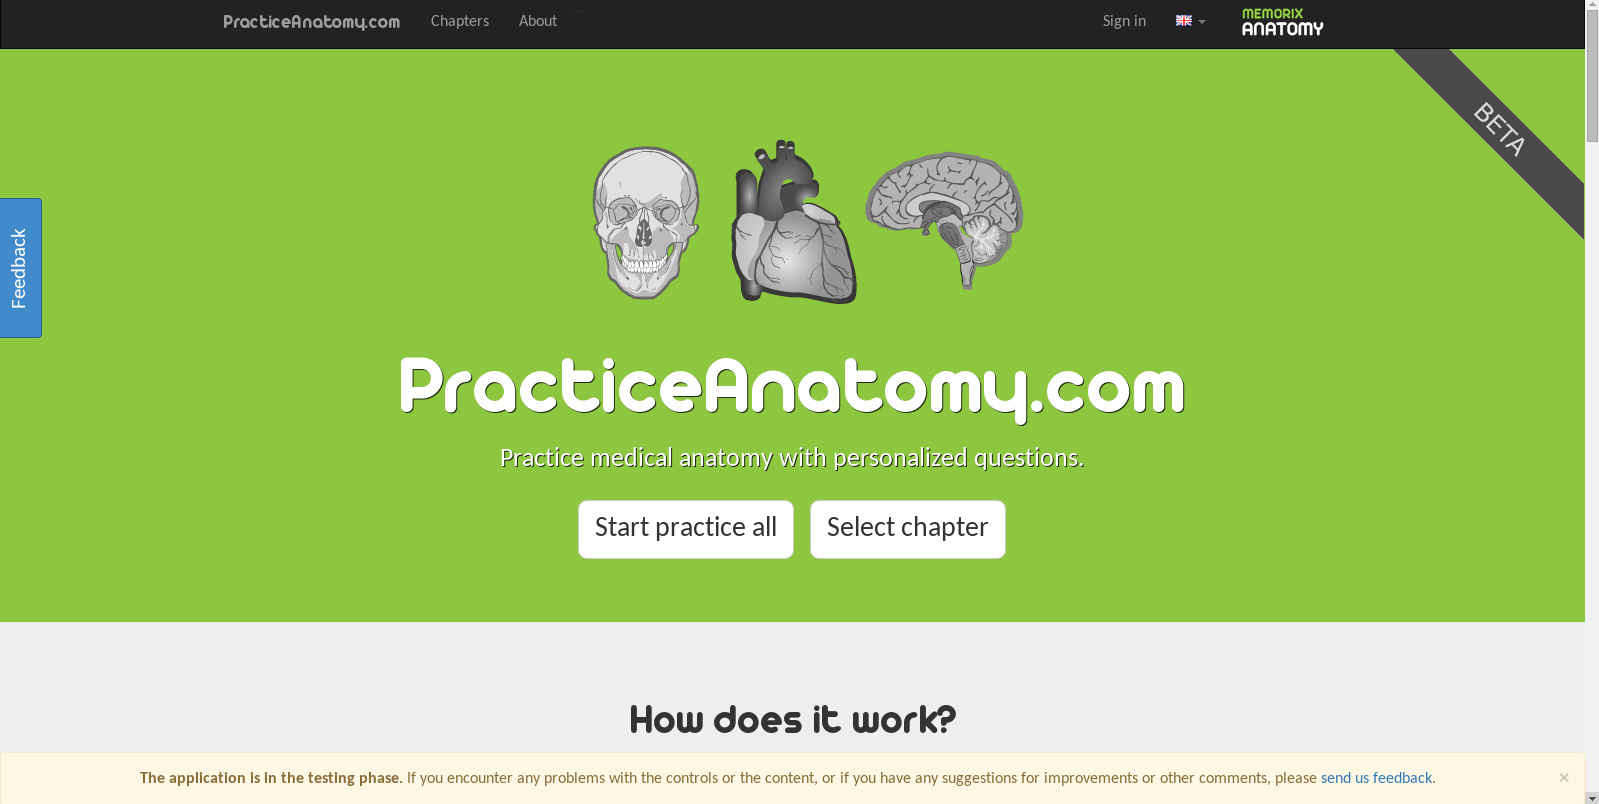 PracticeAnatomy.com
Chapters
About
...
Sign in
MEMORIX
ANATOMY
BETA
Feedback
PracticeAnatomy.com
Practice medical anatomy with personalized questions.
Start practice all
Select chapter
How does it work?
The application is in the testing phase. If you encounter any problems with the controls or the content, or if you have any suggestions for improvements or other comments, please send us feedback.
×